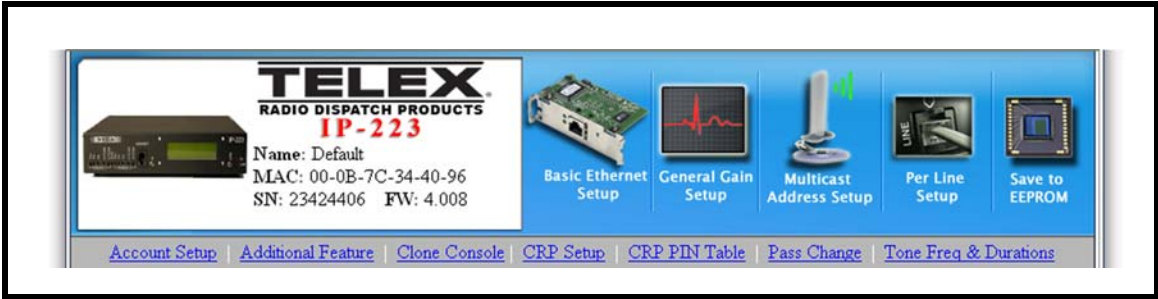 TELEX
RADIO DISPATCH PRODUCTS
IP-223
Name: Default
MAC: 00-0B-7C-34-40-96
SN: 23424406 FW: 4.008
Basic Ethernet
Setup
General Gain
Setup
Multicast
Address Setup
LINE
Per Line
Setup
Save to
EEPROM
Account Setup | Additional Feature | Clone Console | CRP Setup | CRP PIN Table | Pass Change | Tone Freq & Durations